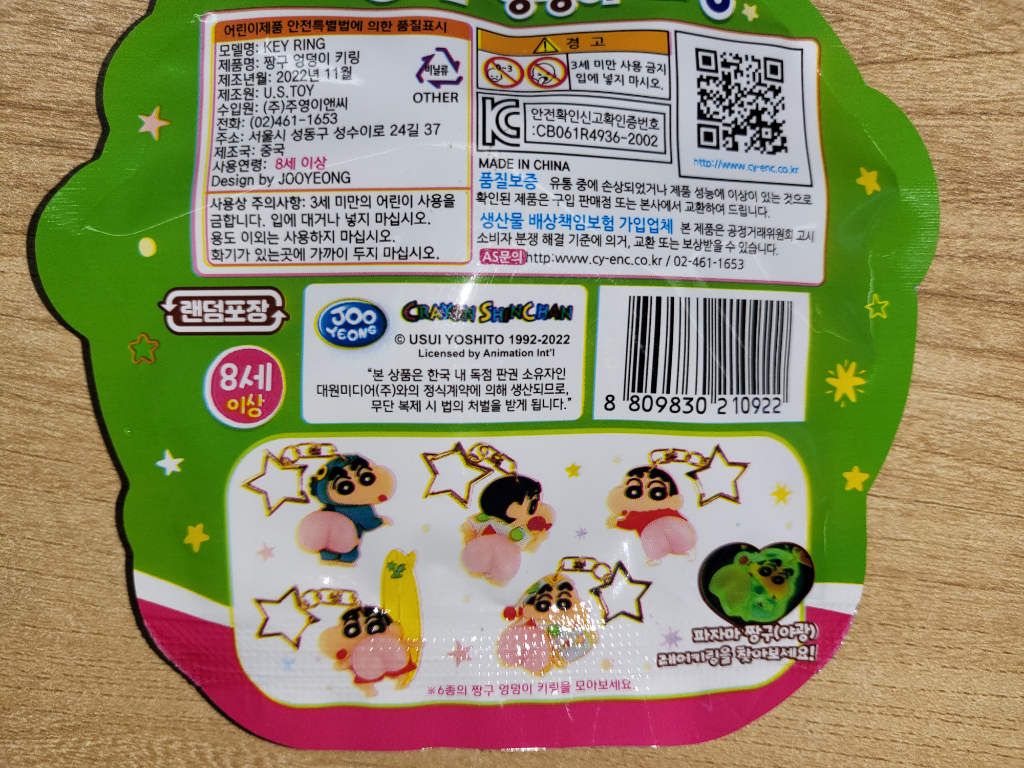 어린이제품 안전특별법에 의한 품질표시
모델명: KEY RING
제품명: 짱구 엉덩이 키링
제조년월: 2022년 11월
제조원: U.S.TOY
수입원: (주)주영이앤씨
전화: (02)461-1653
주소: 서울시 성동구 성수이로 24길 37
제조국: 중국
사용연령: 8세 이상
Design by JOOYEONG
비닐류
OTHER
사용상 주의사항: 3세 미만의 어린이 사용을
금합니다. 입에 대거나 넣지 마십시오.
용도 이외는 사용하지 마십시오.
화기가 있는곳에 가까이 두지 마십시오.
경 고
0-3
3세 미만 사용 금지
입에 넣지 마시오.
안전확인신고확인증번호
:CB061R4936-2002
http://www.cy-enc.co.kr
MADE IN CHINA
품질보증 유통 중에 손상되었거나 제품 성능에 이상이 있는 것으로
확인된 제품은 구입 판매점 또는 본사에서 교환하여 드립니다.
생산물 배상책임보험 가입업체 본 제품은 공정거래위원회 고시
소비자 분쟁 해결 기준에 의거, 교환 또는 보상받을 수 있습니다.
AS문의 http:www.cy-enc.co.kr / 02-461-1653
랜덤포장
8세
이상
JOO
YEONG
CRAYON SHINCHAN
© USUI YOSHITO 1992-2022
Licensed by Animation Int'l
"본 상품은 한국 내 독점 판권 소유자인
대원미디어(주)와의 정식계약에 의해 생산되므로,
무단 복제 시 법의 처벌을 받게 됩니다."
8 809830 210922
파자마 짱구(야광)
레이키링을 찾아보세요!
※6종의 짱구 엉덩이 키링을 모아보세요